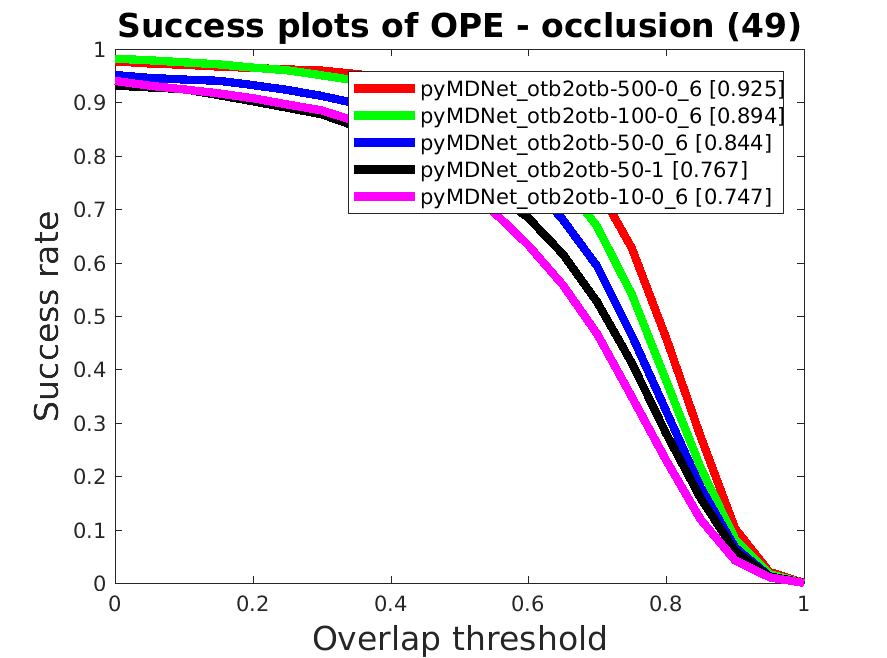 Success plots of OPE - occlusion (49)
1
0.9
0.8
0.7
0.6
0.5
0.4
0.3
0.2
0.1
0
Success rate
pyMDNet_otb2otb-500-0_6 [0.925]
pyMDNet_otb2otb-100-0_6 [0.894]
pyMDNet_otb2otb-50-0_6 [0.844]
pyMDNet_otb2otb-50-1 [0.767]
pyMDNet_otb2otb-10-0_6 [0.747]
0 0.2 0.4 0.6 0.8 1
Overlap threshold